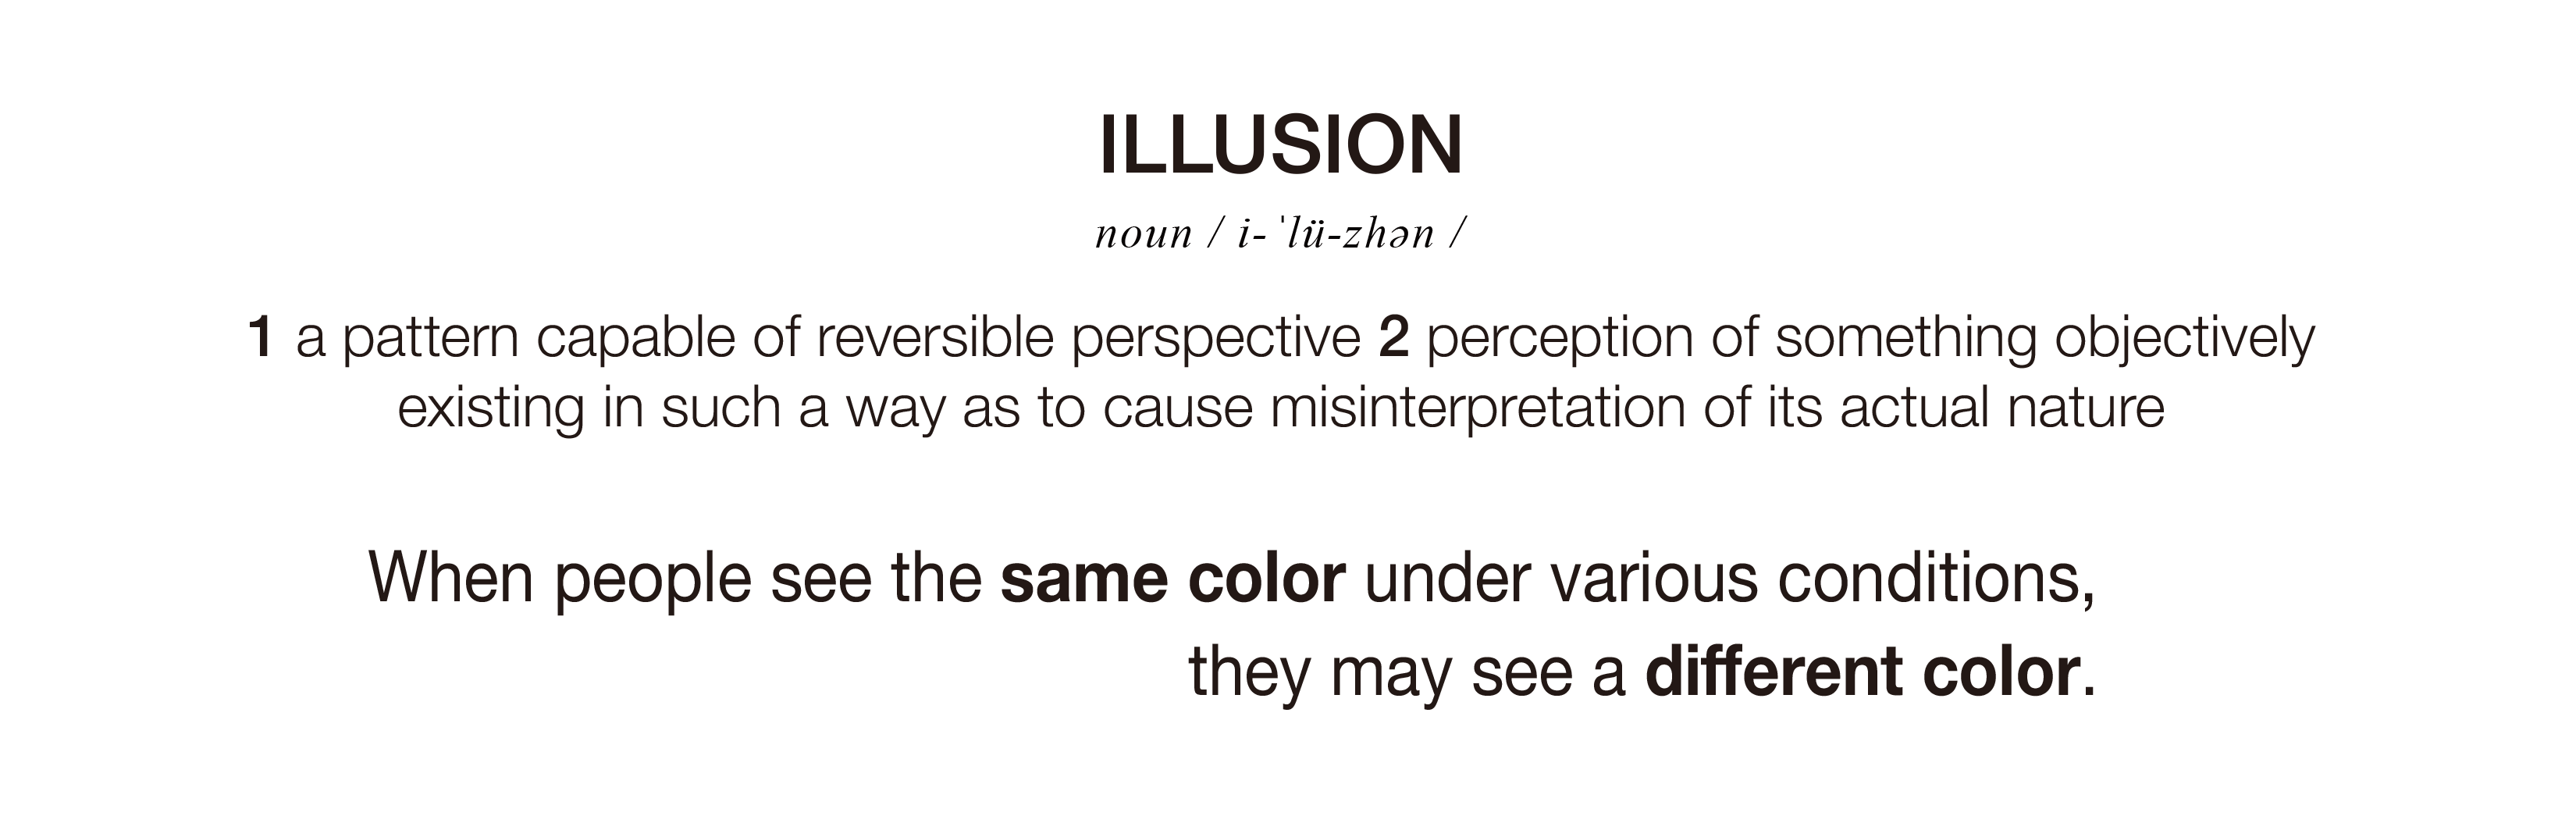 ILLUSION
noun / i-ˈlü-zhən /
1 a pattern capable of reversible perspective 2 perception of something objectively
existing in such a way as to cause misinterpretation of its actual nature
When people see the same color under various conditions,
they may see a different color.